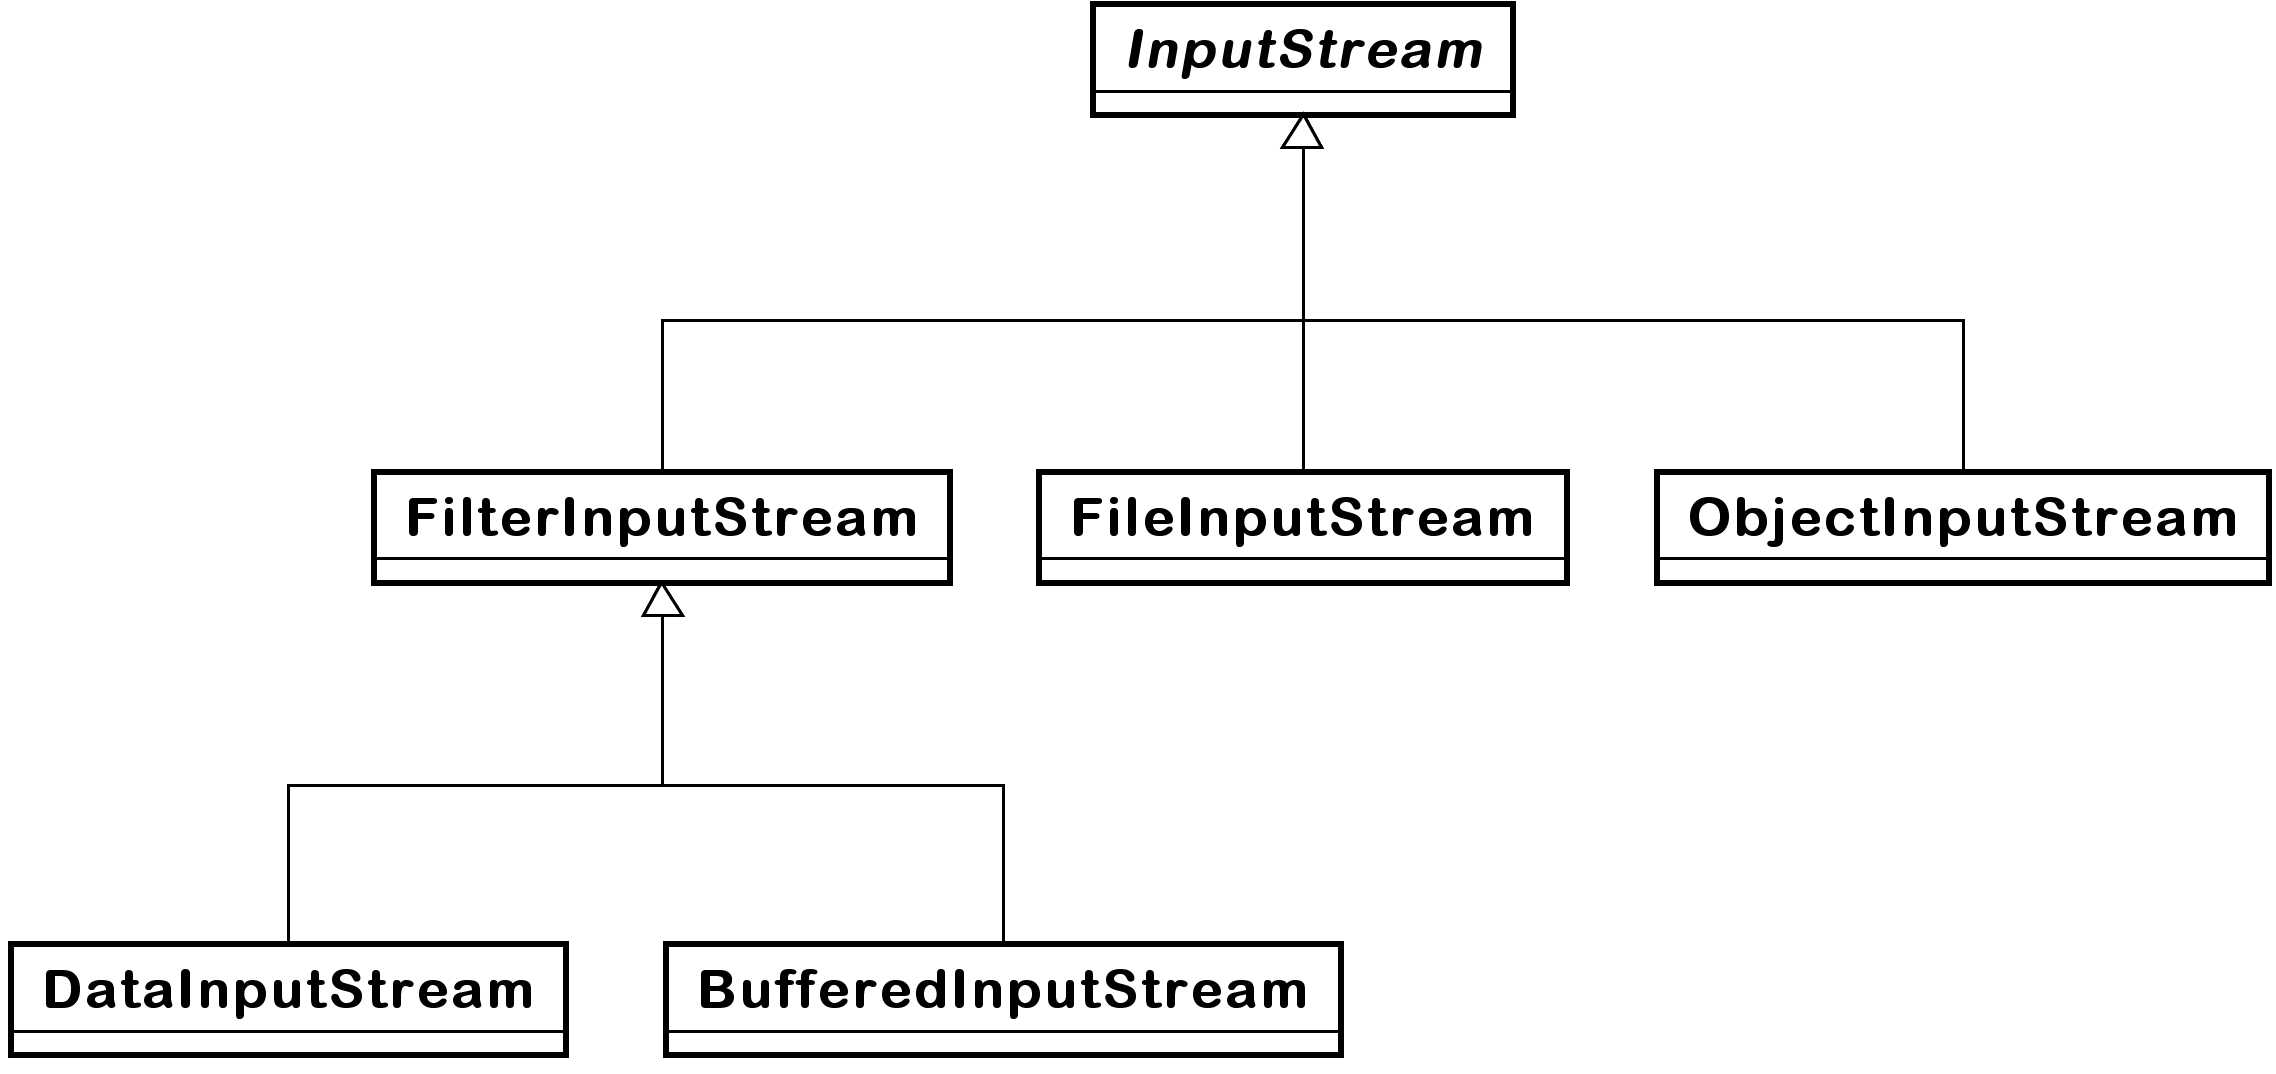 InputStream
FilterInputStream
FileInputStream
ObjectInputStream
DataInputStream
BufferedInputStream